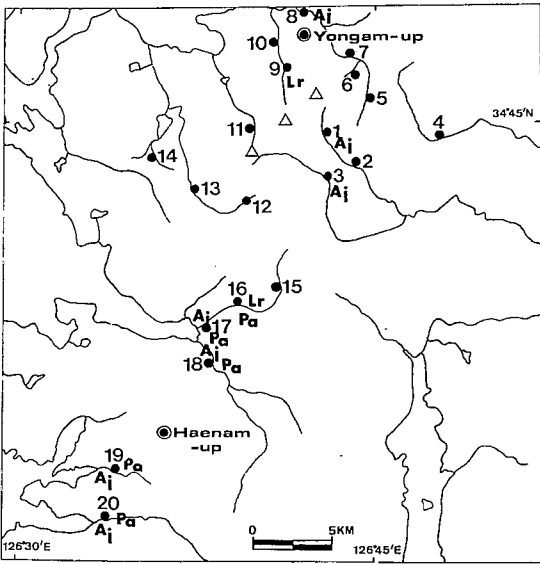 8 Ai
Yongam-up
10
7
9
6
Lr
5
4
34°45'N
11
1
Ai
14
2
3
Ai
13
12
16 Lr 15
Ai Pa
17
Pa
Ai
18 Pa
Haenam
-up
19 Pa
Ai
20
Pa
Ai
0 5KM
126°30'E 126°45'E